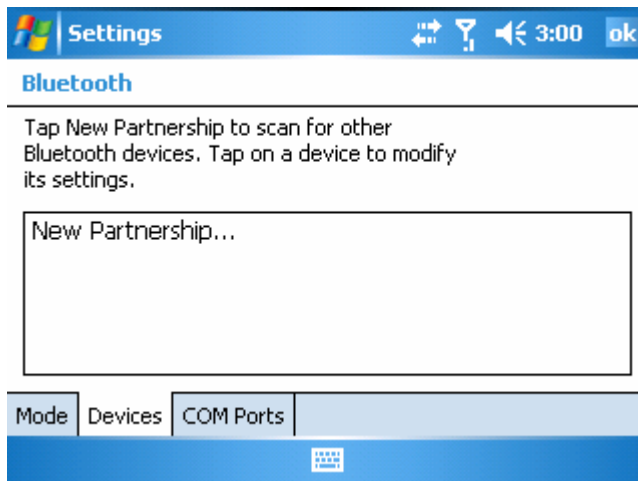 Settings 3:00 ok
Bluetooth
Tap New Partnership to scan for other
Bluetooth devices. Tap on a device to modify
its settings.
New Partnership...
Mode Devices COM Ports